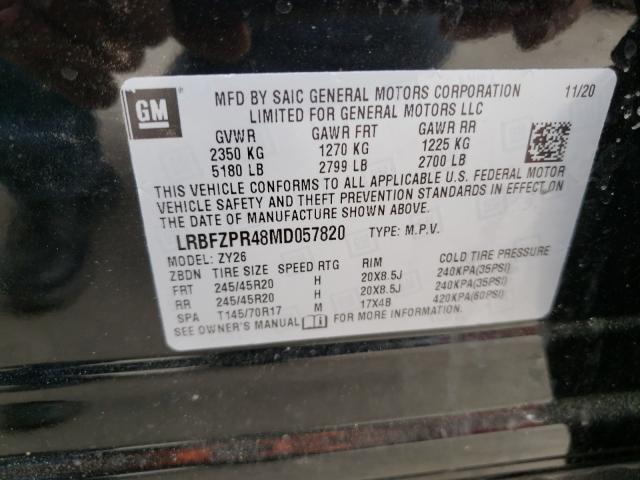 GM
MFD BY SAIC GENERAL MOTORS CORPORATION 11/20
LIMITED FOR GENERAL MOTORS LLC
GVWR GAWR FRT GAWR RR
2350 KG 1270 KG 1225 KG
5180 LB 2799 LB 2700 LB
THIS VEHICLE CONFORMS TO ALL APPLICABLE U.S. FEDERAL MOTOR
VEHICLE SAFETY AND THEFT PREVENTION STANDARDS IN EFFECT ON
THE DATE OF MANUFACTURE SHOWN ABOVE.
LRBFZPR48MD057820 TYPE: M.P.V.
MODEL: ZY26
ZBDN TIRE SIZE SPEED RTG RIM COLD TIRE PRESSURE
FRT 245/45R20 H 20X8.5J 240KPA(35PSI)
RR 245/45R20 H 20X8.5J 240KPA(35PSI)
SPA T145/70R17 M 17X4B 420KPA(60PSI)
SEE OWNER'S MANUAL FOR MORE INFORMATION.